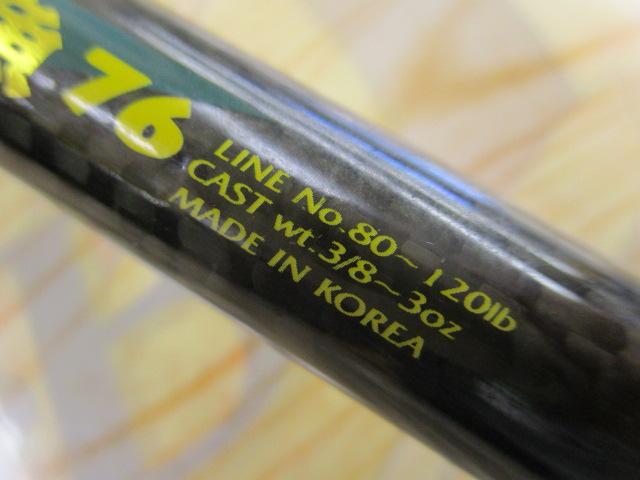 76
LINE No.80~120lb
CAST wt.3/8~3oz
MADE IN KOREA